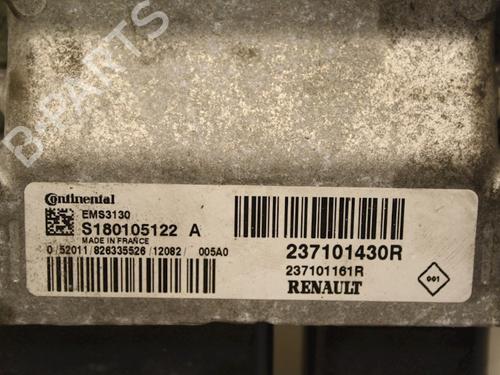 B-PARTS
Continental
EMS3130
S180105122 A
MADE IN FRANCE
0/52011/826335526/12082/ 005A0
237101430R
237101161R
RENAULT
001